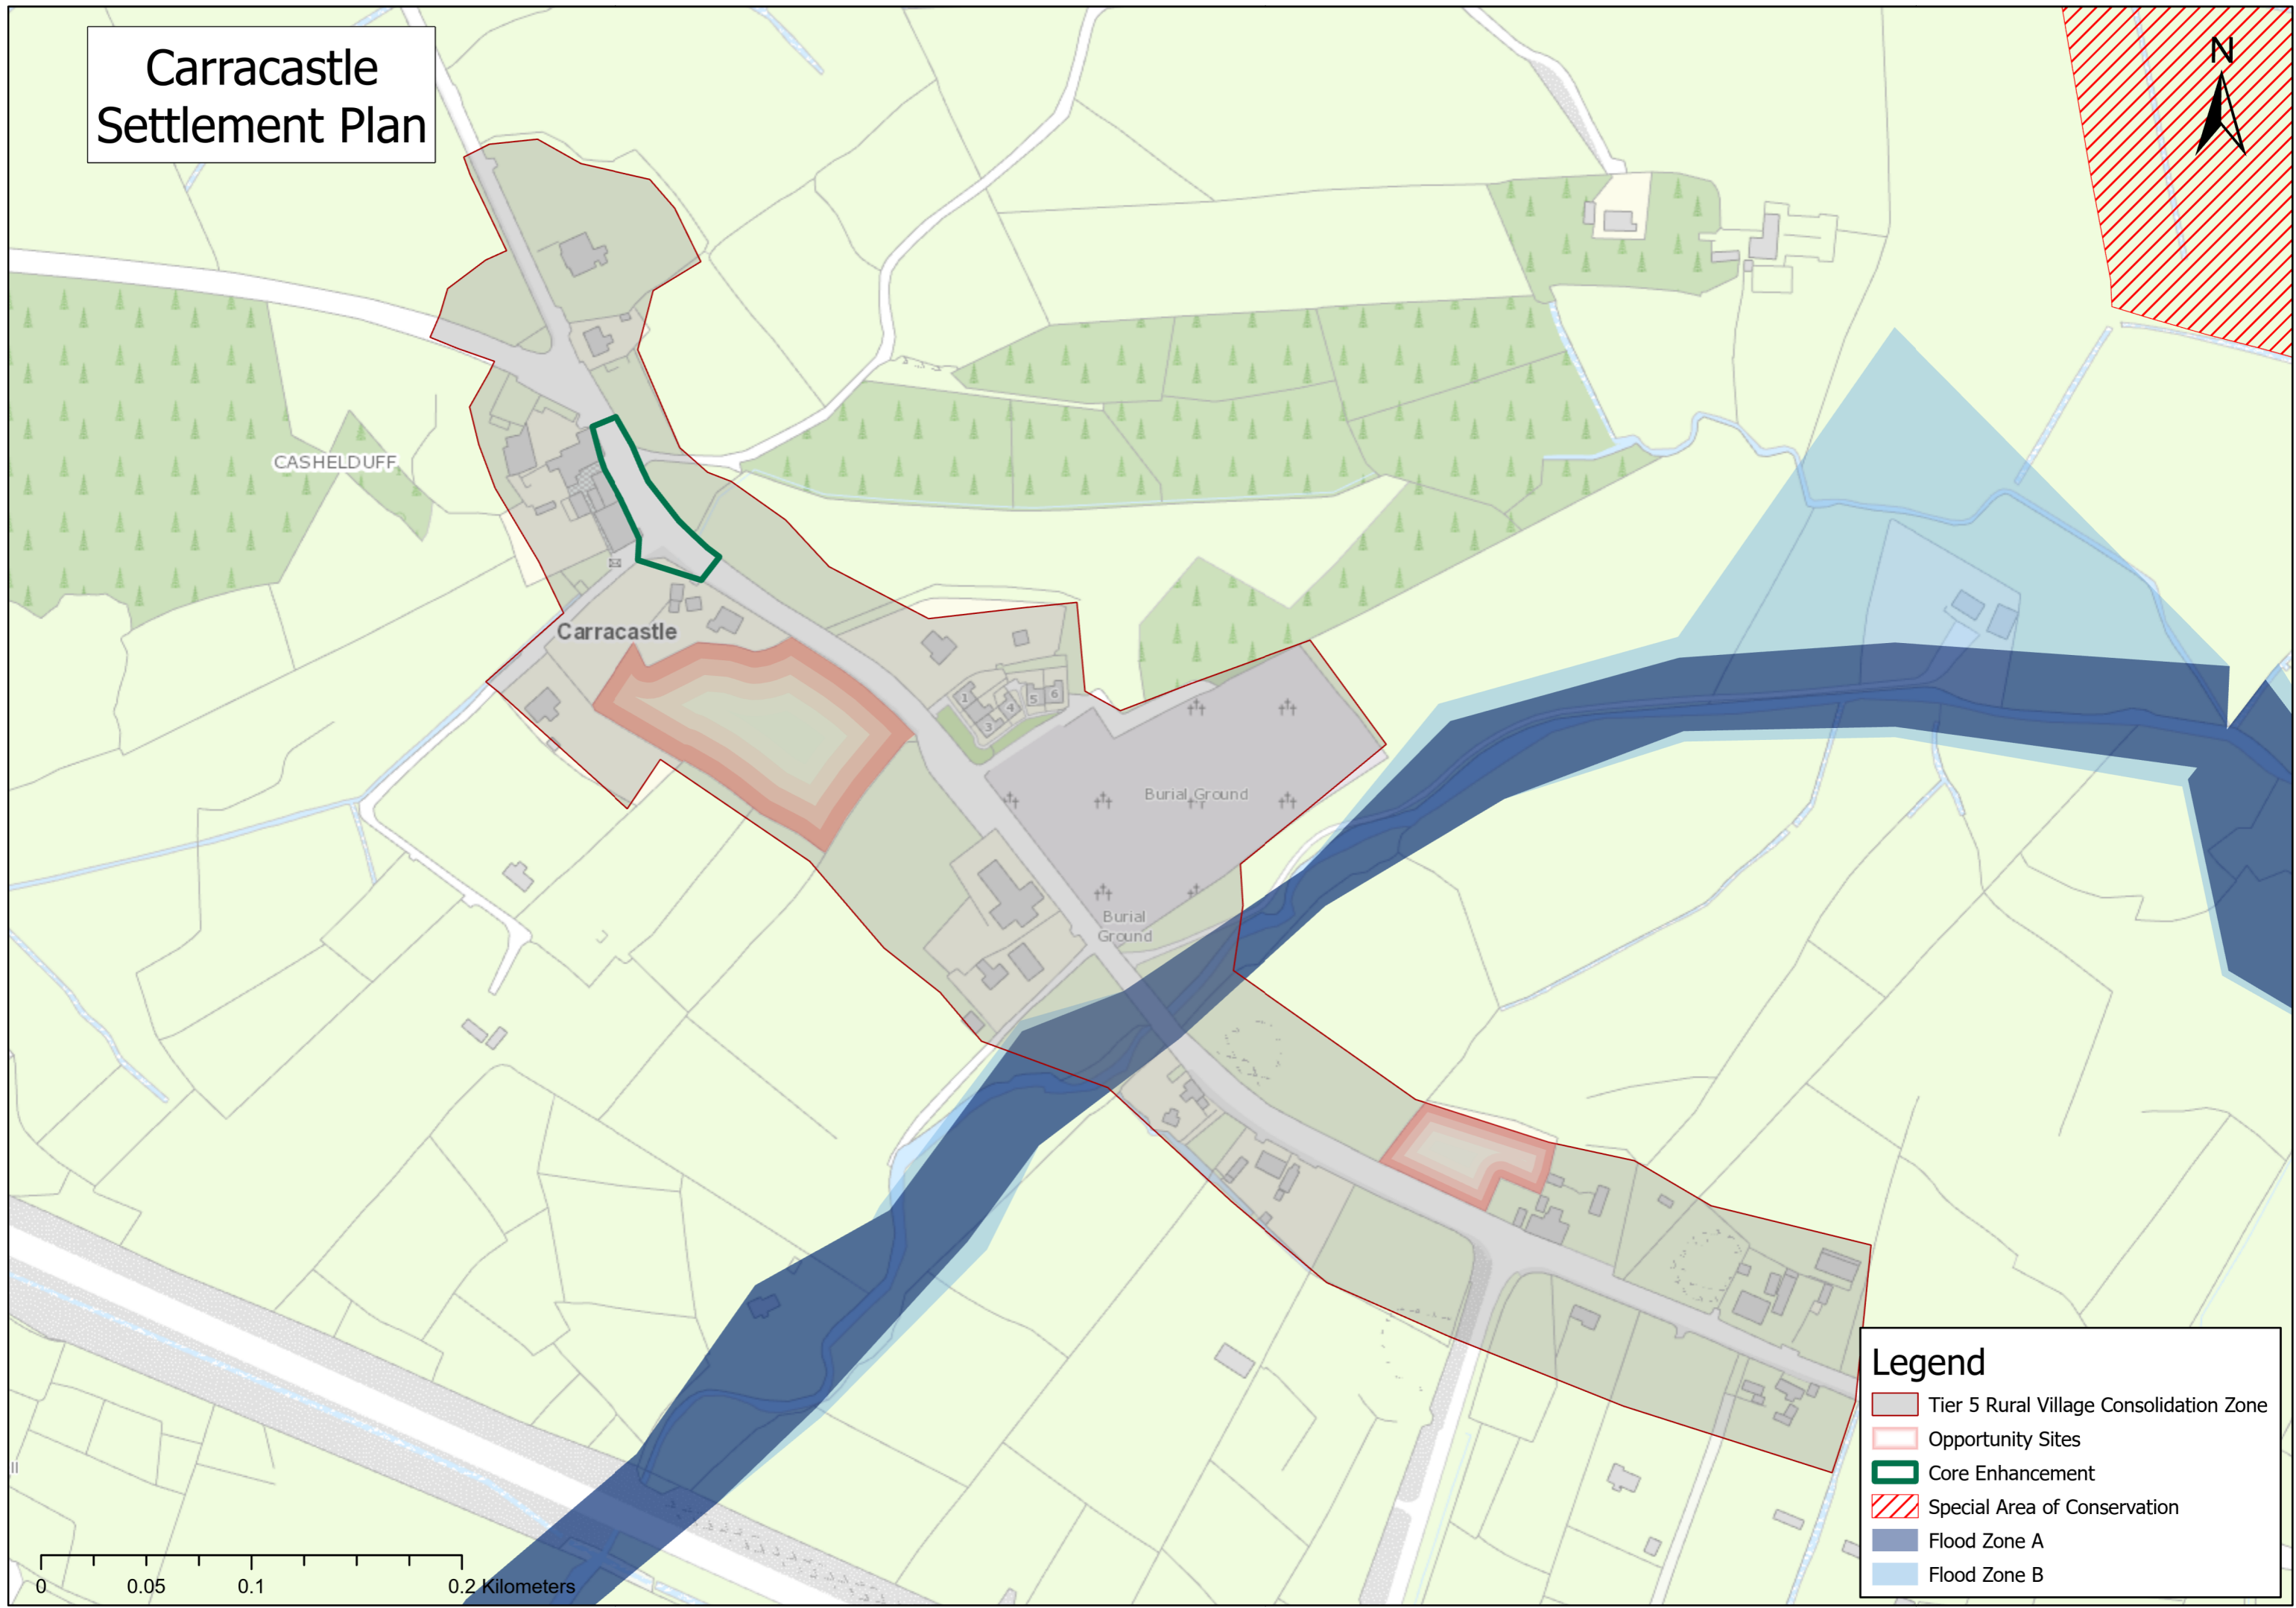 Carracastle
Settlement Plan
N
CASHELDUFF
Carracastle
1
3
4
5
6
Burial Ground
Burial
Ground
ll
0 0.05 0.1 0.2 Kilometers
Legend
Tier 5 Rural Village Consolidation Zone
Opportunity Sites
Core Enhancement
Special Area of Conservation
Flood Zone A
Flood Zone B